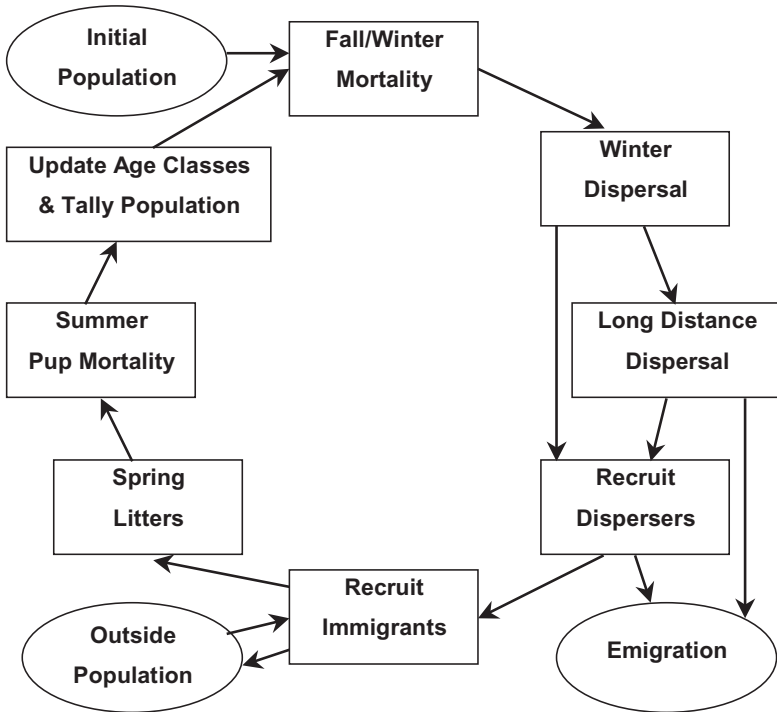 Initial
Population
Fall/Winter
Mortality
Winter
Dispersal
Update Age Classes
& Tally Population
Long Distance
Dispersal
Summer
Pup Mortality
Recruit
Dispersers
Spring
Litters
Recruit
Immigrants
Outside
Population
Emigration